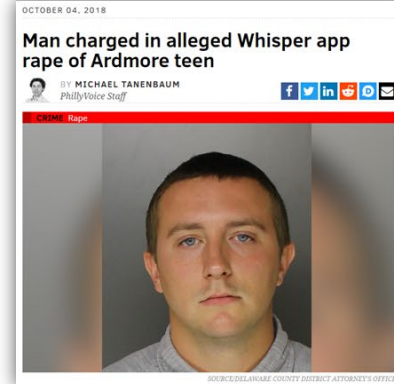 OCTOBER 04, 2018
Man charged in alleged Whisper app
rape of Ardmore teen
BY MICHAEL TANENBAUM
PhillyVoice Staff
CRIME Rape
SOURCE/DELAWARE COUNTY DISTRICT ATTORNEY'S OFFICE